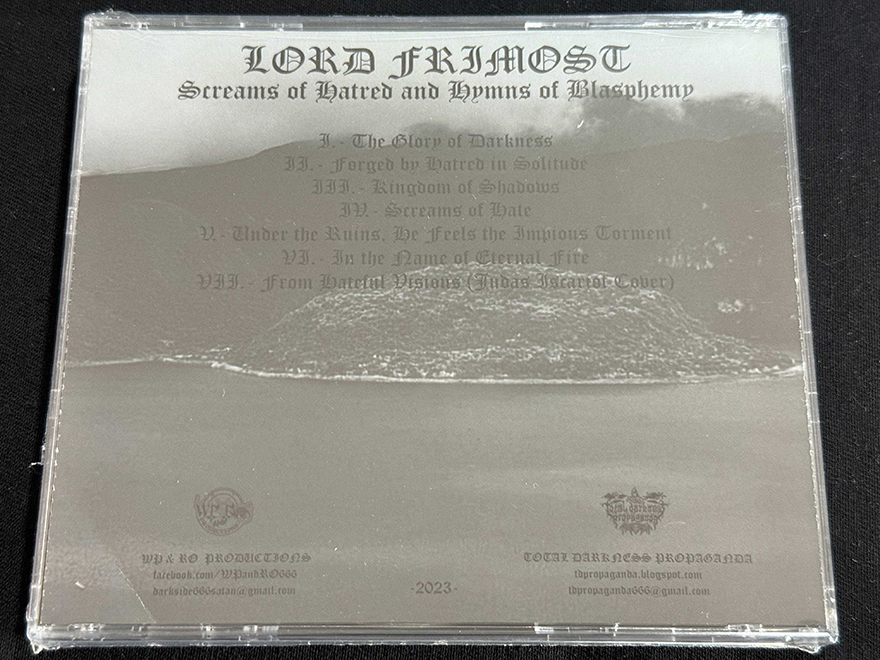 LORD FRIMOST
Screams of Hatred and Hymns of Blasphemy
I. - The Glory of Darkness
II. - Forged by Hatred in Solitude
III. - Kingdom of Shadows
IV. - Screams of Hate
V. - Under the Ruins, He Feels the Impious Torment
VI. - In the Name of Eternal Fire
VII. - From Hateful Visions (Judas Iscariot Cover)
WP & RO PRODUCTIONS
facebook.com/WPandRO666
darkside666satan@gmail.com
-2023-
TOTAL DARKNESS PROPAGANDA
tdpropaganda.blogspot.com
tdpropaganda666@gmail.com